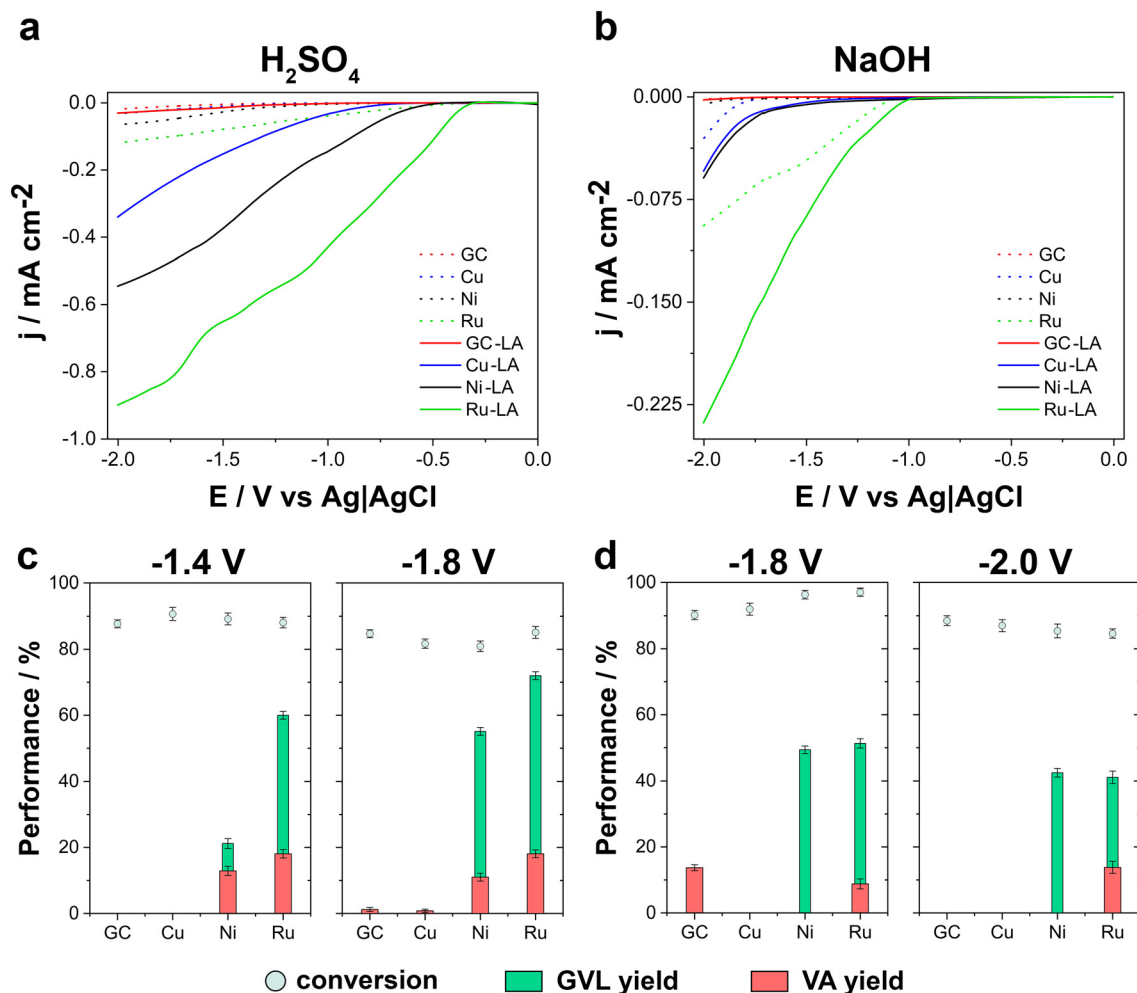 a
H2SO4
0.0
-0.2
-0.4
-0.6
-0.8
-1.0
j / mA cm-2
GC
Cu
Ni
Ru
GC-LA
Cu-LA
Ni-LA
Ru-LA
-2.0 -1.5 -1.0 -0.5 0.0
E / V vs Ag|AgCl
b
NaOH
0.000
-0.075
-0.150
-0.225
j / mA cm-2
GC
Cu
Ni
Ru
GC-LA
Cu-LA
Ni-LA
Ru-LA
-2.0 -1.5 -1.0 -0.5 0.0
E / V vs Ag|AgCl
c
-1.4 V -1.8 V
100
80
60
40
20
0
Performance / %
GC Cu Ni Ru GC Cu Ni Ru
d
-1.8 V -2.0 V
100
80
60
40
20
0
Performance / %
GC Cu Ni Ru GC Cu Ni Ru
conversion GVL yield VA yield